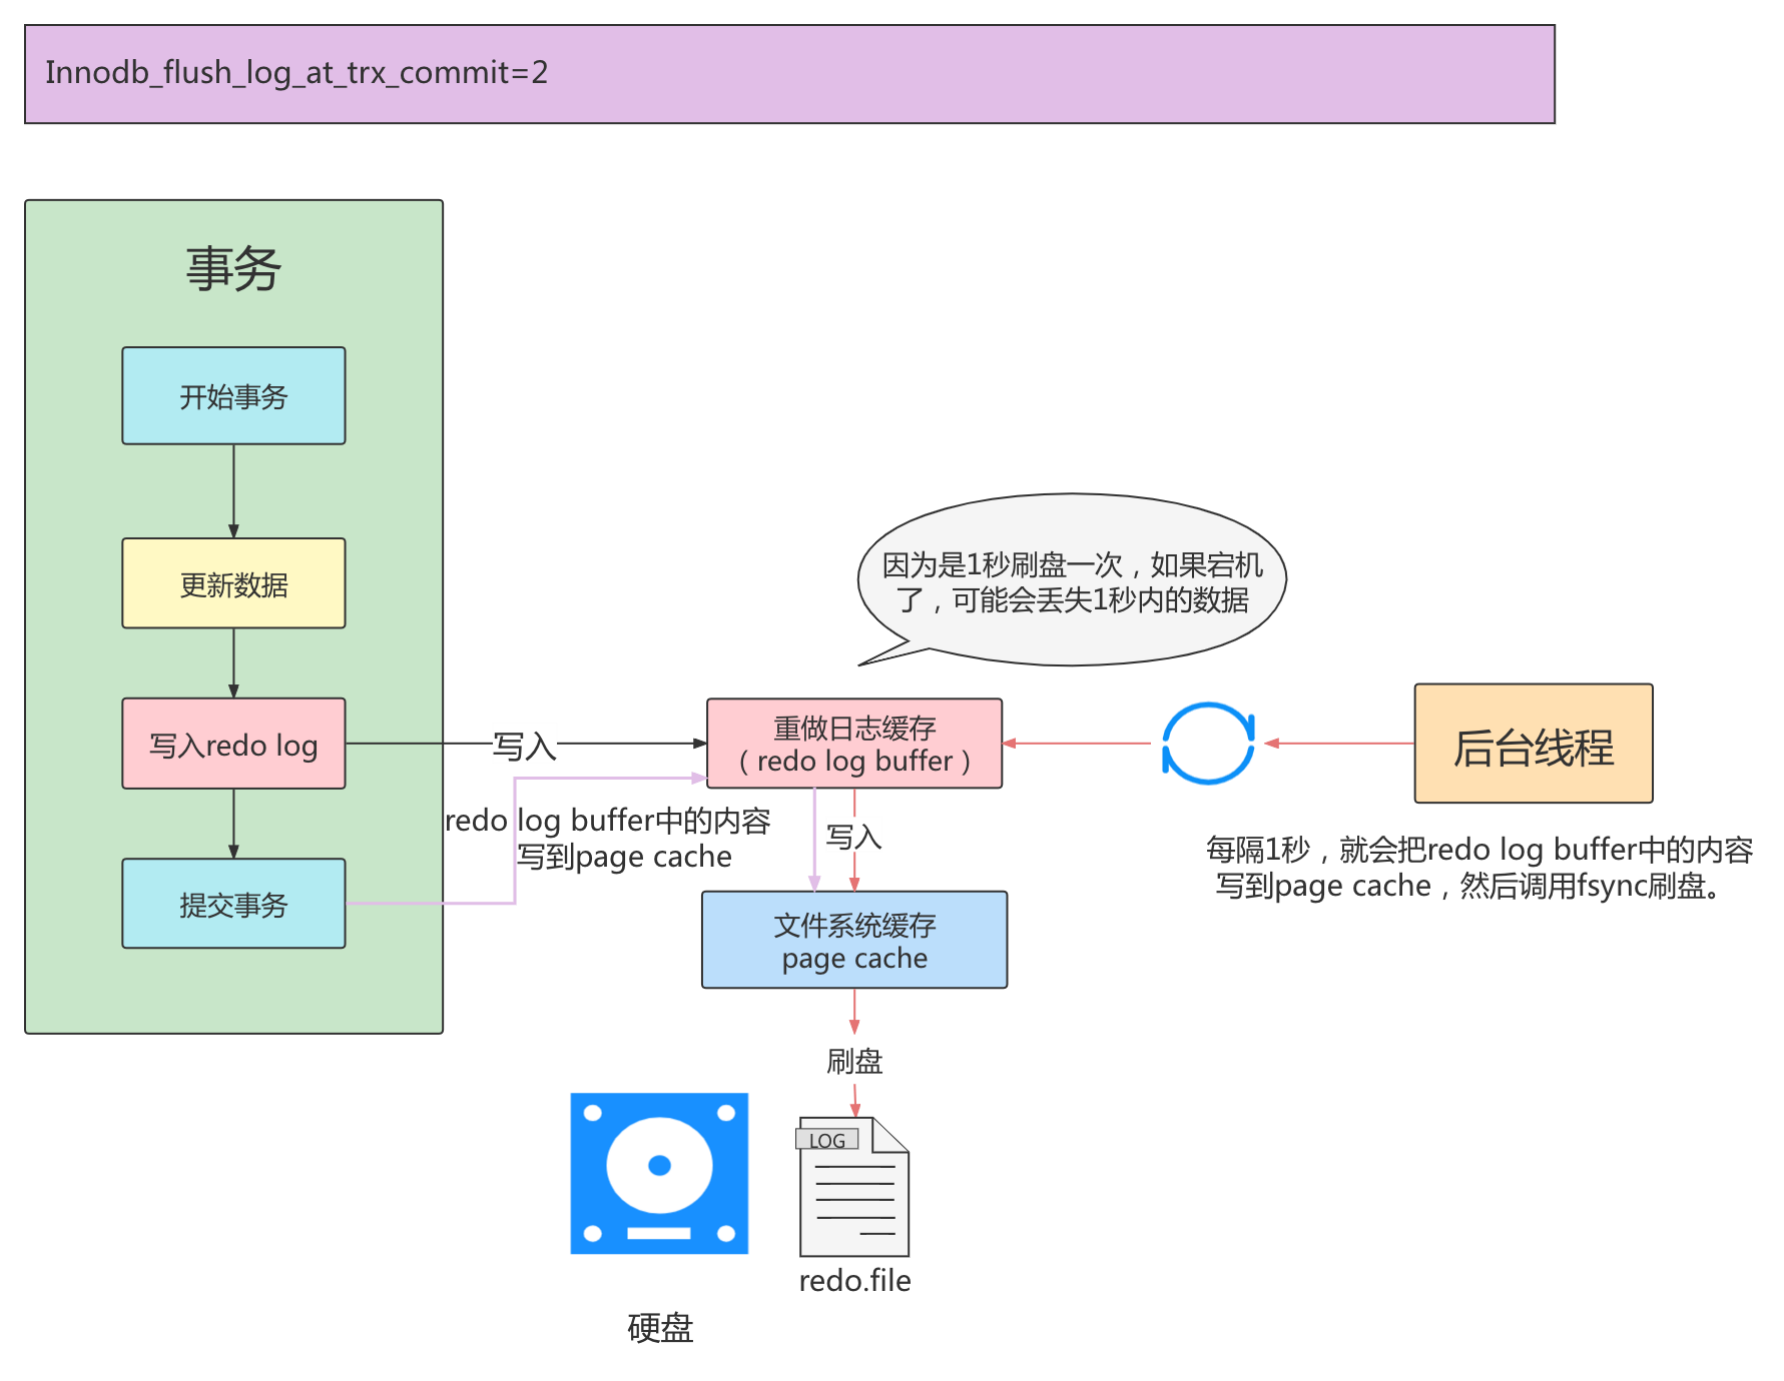 Innodb_flush_log_at_trx_commit=2
事务
开始事务
更新数据
写入redo log
提交事务
写入
redo log buffer中的内容
写到page cache
因为是1秒刷盘一次，如果宕机
了，可能会丢失1秒内的数据
重做日志缓存
（redo log buffer）
写入
文件系统缓存
page cache
刷盘
LOG
redo.file
硬盘
后台线程
每隔1秒，就会把redo log buffer中的内容
写到page cache，然后调用fsync刷盘。